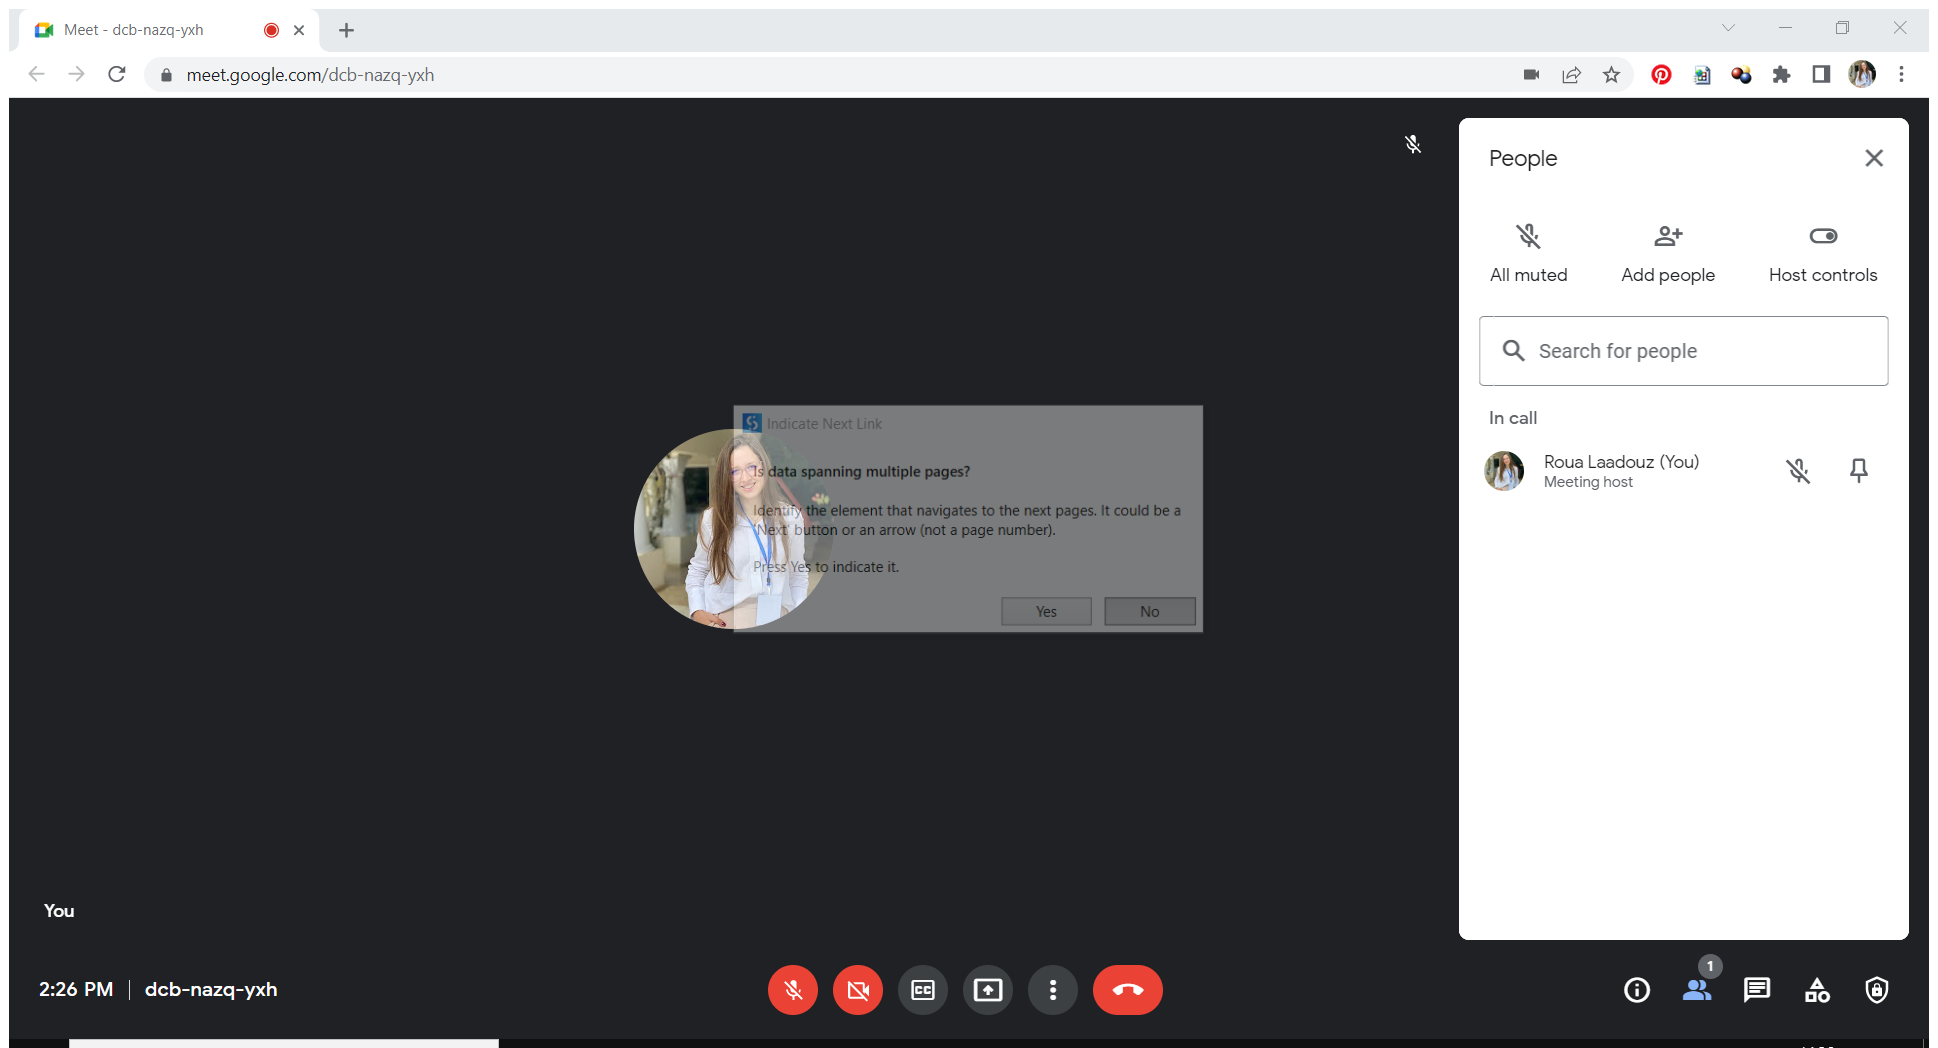 Meet - dcb-nazq-yxh
meet.google.com/dcb-nazq-yxh
People
All muted
Add people
Host controls
Search for people
In call
Roua Laadouz (You)
Meeting host
Indicate Next Link
Is data spanning multiple pages?
Identify the element that navigates to the next pages. It could be a
'Next' button or an arrow (not a page number).
Press Yes to indicate it.
Yes
No
You
2:26 PM
dcb-nazq-yxh
CC
1